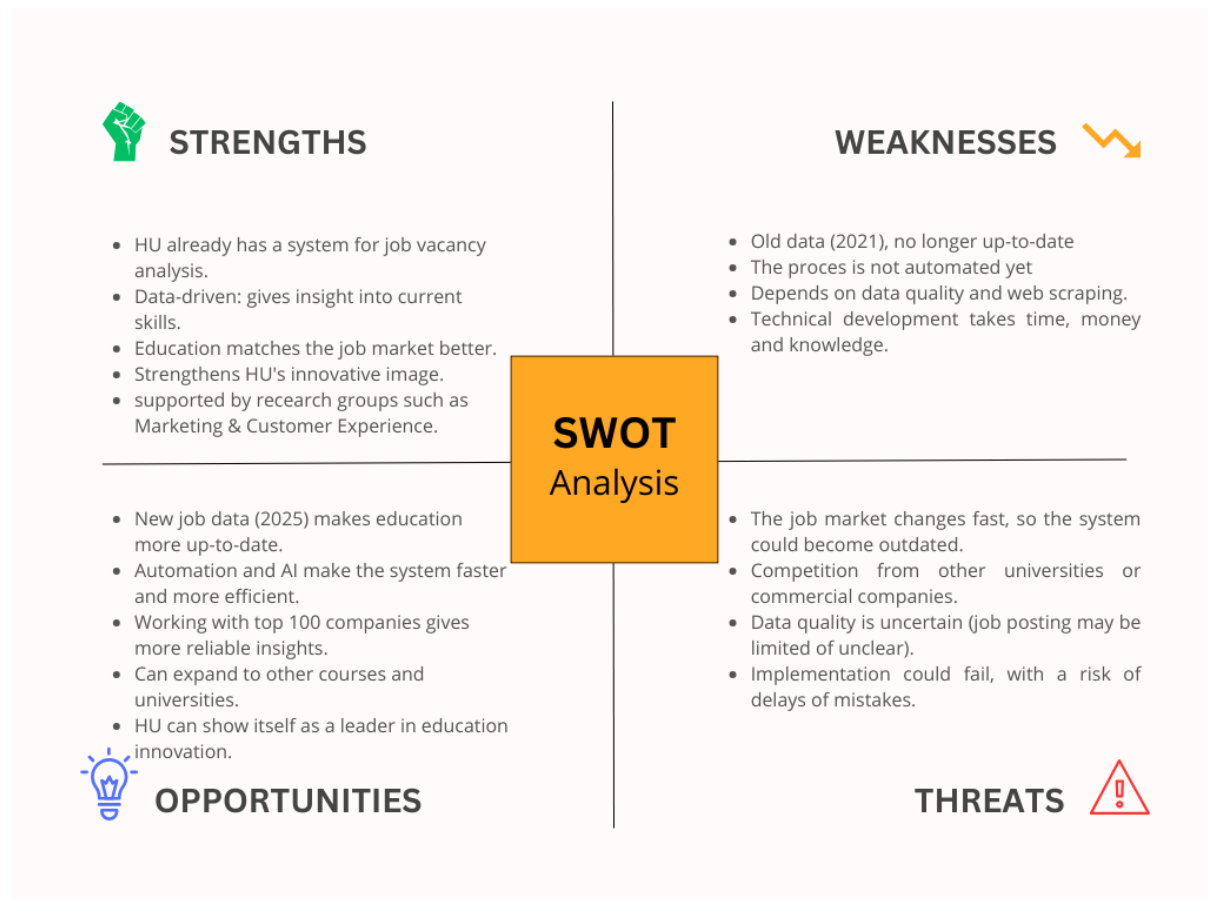 STRENGTHS
• HU already has a system for job vacancy
analysis.
• Data-driven: gives insight into current
skills.
• Education matches the job market better.
• Strengthens HU's innovative image.
• supported by recearch groups such as
Marketing & Customer Experience.
WEAKNESSES
• Old data (2021), no longer up-to-date
• The proces is not automated yet
• Depends on data quality and web scraping.
• Technical development takes time, money
and knowledge.
SWOT
Analysis
• New job data (2025) makes education
more up-to-date.
• Automation and AI make the system faster
and more efficient.
• Working with top 100 companies gives
more reliable insights.
• Can expand to other courses and
universities.
• HU can show itself as a leader in education
innovation.
OPPORTUNITIES
• The job market changes fast, so the system
could become outdated.
• Competition from other universities or
commercial companies.
• Data quality is uncertain (job posting may be
limited of unclear).
• Implementation could fail, with a risk of
delays of mistakes.
THREATS